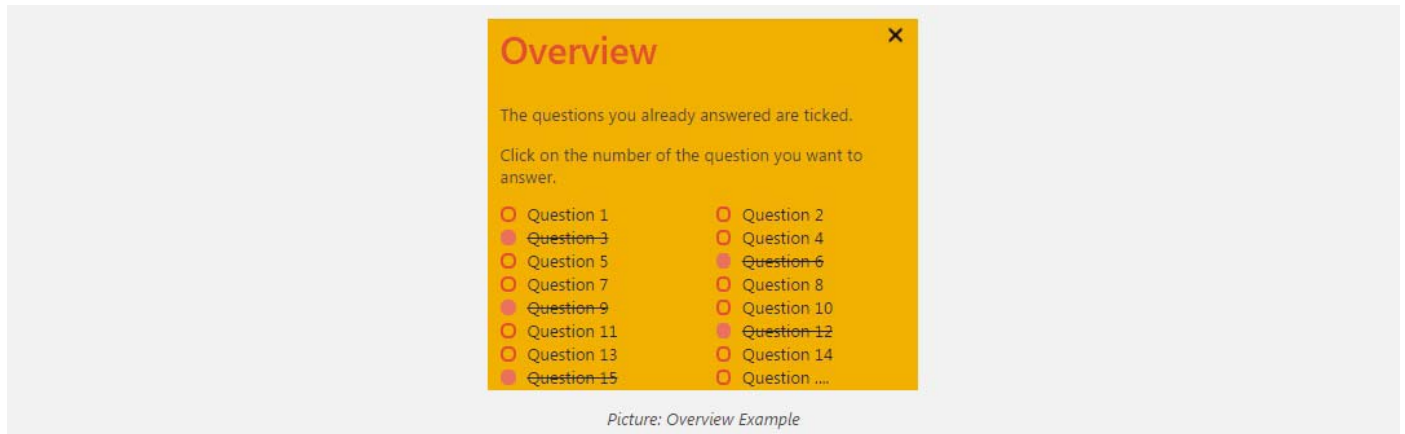 Overview
The questions you already answered are ticked.
Click on the number of the question you want to
answer.
Question 1
Question 2
Question 3
Question 4
Question 5
Question 6
Question 7
Question 8
Question 9
Question 10
Question 11
Question 12
Question 13
Question 14
Question 15
Question ....
Picture: Overview Example